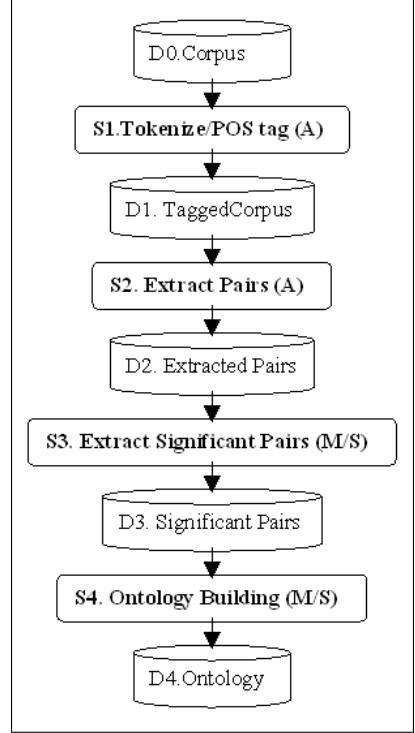 D0.Corpus
S1.Tokenize/POS tag (A)
D1. TaggedCorpus
S2. Extract Pairs (A)
D2. Extracted Pairs
S3. Extract Significant Pairs (M/S)
D3. Significant Pairs
S4. Ontology Building (M/S)
D4.Ontology